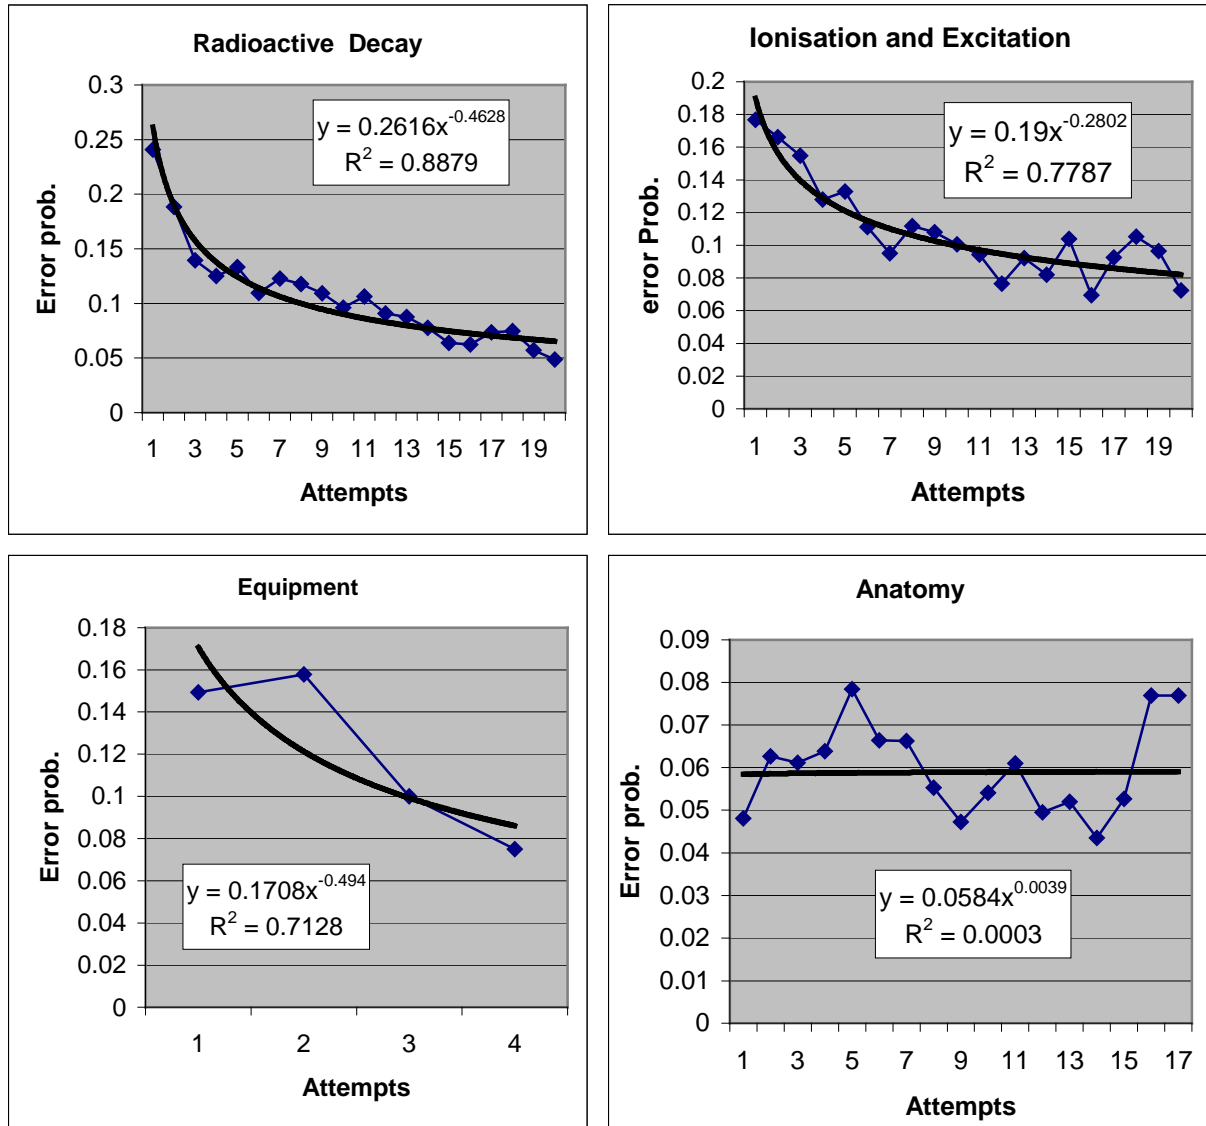 Radioactive Decay
0.3
0.25
0.2
0.15
0.1
0.05
0
Error prob.
y = 0.2616x^-0.4628
R^2 = 0.8879
1 3 5 7 9 11 13 15 17 19
Attempts
Ionisation and Excitation
0.2
0.18
0.16
0.14
0.12
0.1
0.08
0.06
0.04
0.02
0
error Prob.
y = 0.19x^-0.2802
R^2 = 0.7787
1 3 5 7 9 11 13 15 17 19
Attempts
Equipment
0.18
0.16
0.14
0.12
0.1
0.08
0.06
0.04
0.02
0
Error prob.
y = 0.1708x^-0.494
R^2 = 0.7128
1 2 3 4
Attempts
Anatomy
0.09
0.08
0.07
0.06
0.05
0.04
0.03
0.02
0.01
0
Error prob.
y = 0.0584x^0.0039
R^2 = 0.0003
1 3 5 7 9 11 13 15 17
Attempts